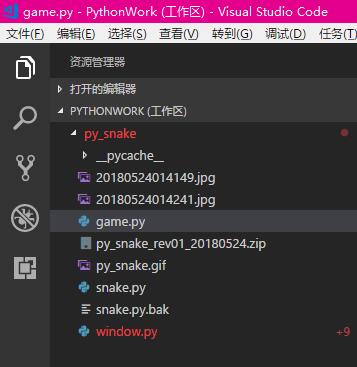 game.py - PythonWork (工作区) - Visual Studio Code
文件(F) 编辑(E) 选择(S) 查看(V) 转到(G) 调试(D) 任务(T)
资源管理器
打开的编辑器
PYTHONWORK (工作区)
py_snake
__pycache__
20180524014149.jpg
20180524014241.jpg
game.py
py_snake_rev01_20180524.zip
py_snake.gif
snake.py
snake.py.bak
window.py +9